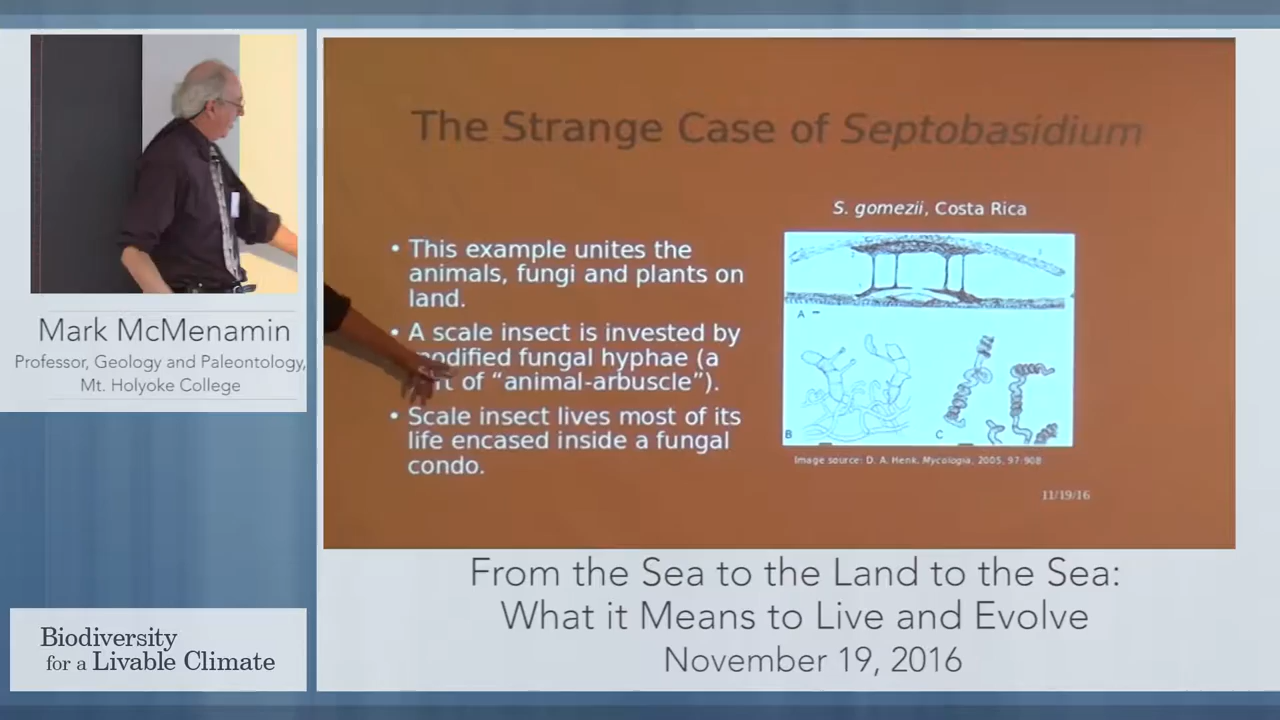 The Strange Case of Septobasidium
S. gomezii, Costa Rica
• This example unites the
animals, fungi and plants on
land.
• A scale insect is invested by
modified fungal hyphae (a
of “animal-arbuscle”).
• Scale insect lives most of its
life encased inside a fungal
condo.
A
B
C
Image source: D. A. Henk, Mycologia, 2005, 97:908
11/19/16
Mark McMenamin
Professor, Geology and Paleontology,
Mt. Holyoke College
From the Sea to the Land to the Sea:
What it Means to Live and Evolve
November 19, 2016
Biodiversity
for a Livable Climate